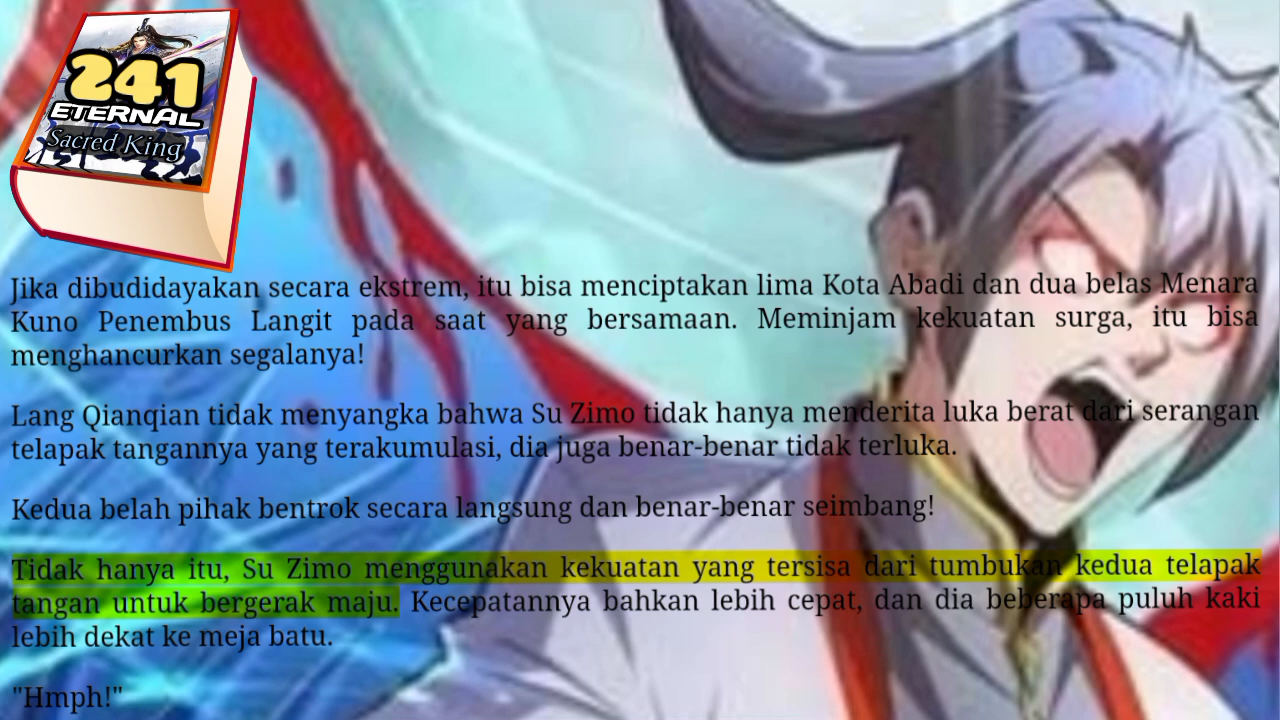 241
ETERNAL
Sacred King
Jika dibudidayakan secara ekstrem, itu bisa menciptakan lima Kota Abadi dan dua belas Menara
Kuno Penembus Langit pada saat yang bersamaan. Meminjam kekuatan surga, itu bisa
menghancurkan segalanya!
Lang Qianqian tidak menyangka bahwa Su Zimo tidak hanya menderita luka berat dari serangan
telapak tangannya yang terakumulasi, dia juga benar-benar tidak terluka.
Kedua belah pihak bentrok secara langsung dan benar-benar seimbang!
Tidak hanya itu, Su Zimo menggunakan kekuatan yang tersisa dari tumbukan kedua telapak
tangan untuk bergerak maju. Kecepatannya bahkan lebih cepat, dan dia beberapa puluh kaki
lebih dekat ke meja batu.
"Hmph!"